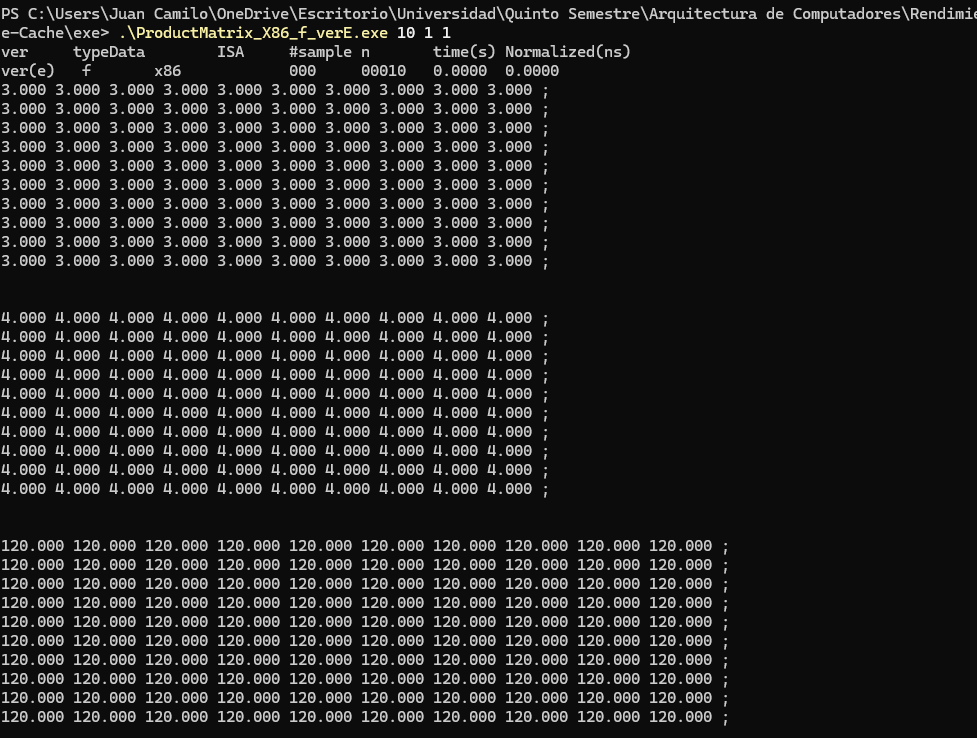 PS C:\Users\Juan Camilo\OneDrive\Escritorio\Universidad\Quinto Semestre\Arquitectura de Computadores\Rendimie
e-Cache\exe> .\ProductMatrix_X86_f_verE.exe 10 1 1
ver typeData ISA #sample n time(s) Normalized(ns)
ver(e) f x86 000 00010 0.0000 0.0000
3.000 3.000 3.000 3.000 3.000 3.000 3.000 3.000 3.000 3.000 ;
3.000 3.000 3.000 3.000 3.000 3.000 3.000 3.000 3.000 3.000 ;
3.000 3.000 3.000 3.000 3.000 3.000 3.000 3.000 3.000 3.000 ;
3.000 3.000 3.000 3.000 3.000 3.000 3.000 3.000 3.000 3.000 ;
3.000 3.000 3.000 3.000 3.000 3.000 3.000 3.000 3.000 3.000 ;
3.000 3.000 3.000 3.000 3.000 3.000 3.000 3.000 3.000 3.000 ;
3.000 3.000 3.000 3.000 3.000 3.000 3.000 3.000 3.000 3.000 ;
3.000 3.000 3.000 3.000 3.000 3.000 3.000 3.000 3.000 3.000 ;
3.000 3.000 3.000 3.000 3.000 3.000 3.000 3.000 3.000 3.000 ;
3.000 3.000 3.000 3.000 3.000 3.000 3.000 3.000 3.000 3.000 ;
4.000 4.000 4.000 4.000 4.000 4.000 4.000 4.000 4.000 4.000 ;
4.000 4.000 4.000 4.000 4.000 4.000 4.000 4.000 4.000 4.000 ;
4.000 4.000 4.000 4.000 4.000 4.000 4.000 4.000 4.000 4.000 ;
4.000 4.000 4.000 4.000 4.000 4.000 4.000 4.000 4.000 4.000 ;
4.000 4.000 4.000 4.000 4.000 4.000 4.000 4.000 4.000 4.000 ;
4.000 4.000 4.000 4.000 4.000 4.000 4.000 4.000 4.000 4.000 ;
4.000 4.000 4.000 4.000 4.000 4.000 4.000 4.000 4.000 4.000 ;
4.000 4.000 4.000 4.000 4.000 4.000 4.000 4.000 4.000 4.000 ;
4.000 4.000 4.000 4.000 4.000 4.000 4.000 4.000 4.000 4.000 ;
4.000 4.000 4.000 4.000 4.000 4.000 4.000 4.000 4.000 4.000 ;
120.000 120.000 120.000 120.000 120.000 120.000 120.000 120.000 120.000 120.000 ;
120.000 120.000 120.000 120.000 120.000 120.000 120.000 120.000 120.000 120.000 ;
120.000 120.000 120.000 120.000 120.000 120.000 120.000 120.000 120.000 120.000 ;
120.000 120.000 120.000 120.000 120.000 120.000 120.000 120.000 120.000 120.000 ;
120.000 120.000 120.000 120.000 120.000 120.000 120.000 120.000 120.000 120.000 ;
120.000 120.000 120.000 120.000 120.000 120.000 120.000 120.000 120.000 120.000 ;
120.000 120.000 120.000 120.000 120.000 120.000 120.000 120.000 120.000 120.000 ;
120.000 120.000 120.000 120.000 120.000 120.000 120.000 120.000 120.000 120.000 ;
120.000 120.000 120.000 120.000 120.000 120.000 120.000 120.000 120.000 120.000 ;
120.000 120.000 120.000 120.000 120.000 120.000 120.000 120.000 120.000 120.000 ;